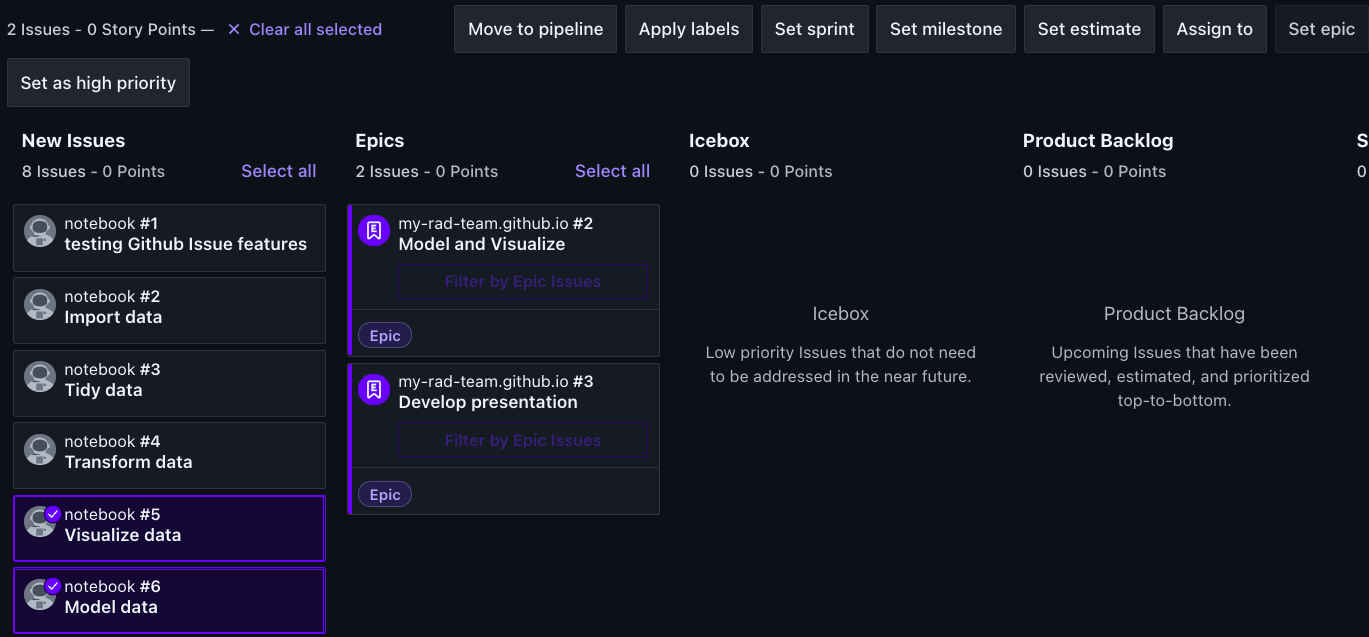 2 Issues - 0 Story Points — ✕ Clear all selected
Move to pipeline
Apply labels
Set sprint
Set milestone
Set estimate
Assign to
Set epic
Set as high priority
New Issues
8 Issues - 0 Points Select all
notebook #1
testing Github Issue features
notebook #2
Import data
notebook #3
Tidy data
notebook #4
Transform data
notebook #5
Visualize data
notebook #6
Model data
Epics
2 Issues - 0 Points Select all
my-rad-team.github.io #2
Model and Visualize
Filter by Epic Issues
Epic
my-rad-team.github.io #3
Develop presentation
Filter by Epic Issues
Epic
Icebox
0 Issues - 0 Points
Icebox
Low priority Issues that do not need
to be addressed in the near future.
Product Backlog
0 Issues - 0 Points
Product Backlog
Upcoming Issues that have been
reviewed, estimated, and prioritized
top-to-bottom.
S
0